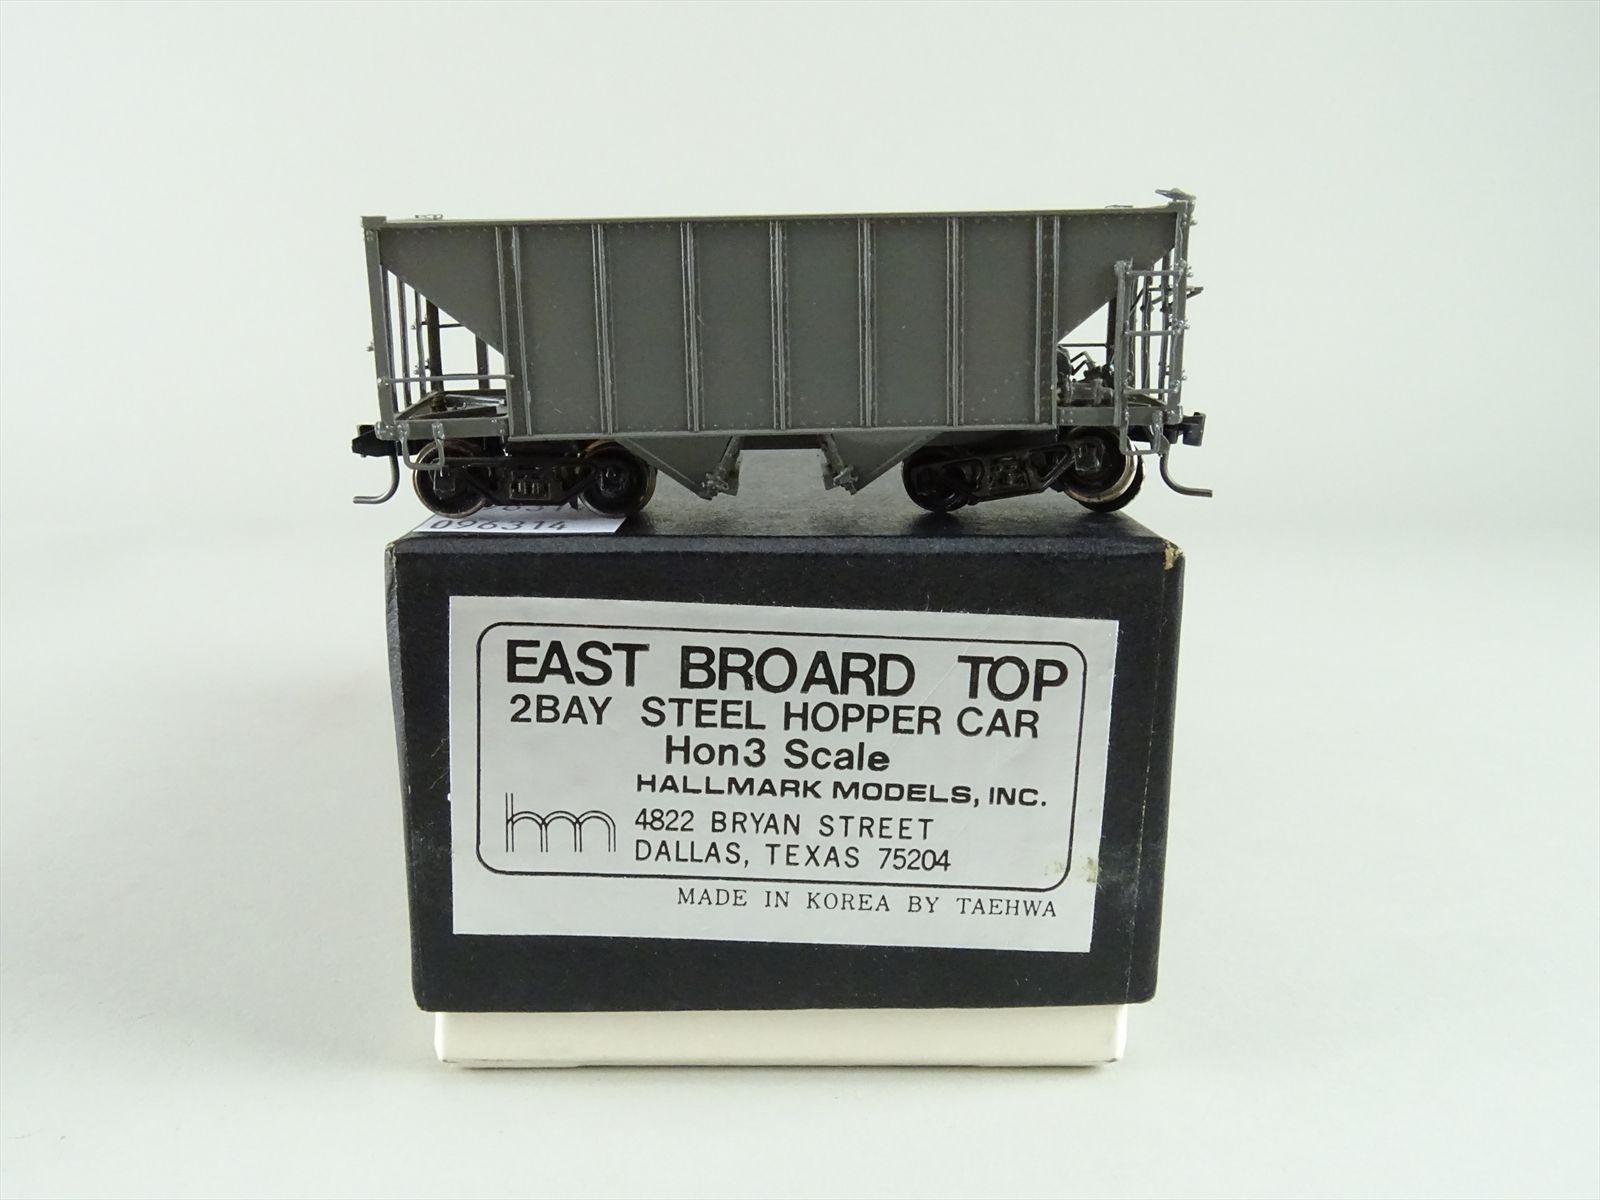 096314
EAST BROARD TOP
2BAY STEEL HOPPER CAR
Hon3 Scale
HALLMARK MODELS, INC.
hm
4822 BRYAN STREET
DALLAS, TEXAS 75204
MADE IN KOREA BY TAEHWA